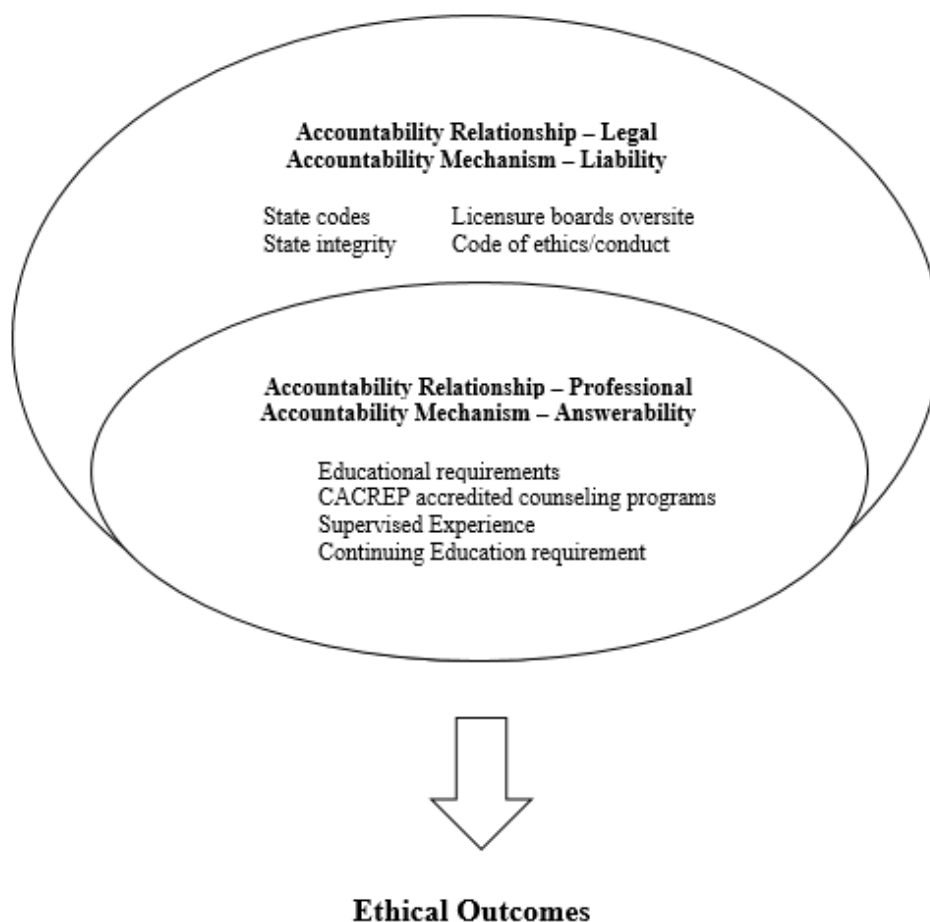 Accountability Relationship – Legal
Accountability Mechanism – Liability
State codes Licensure boards oversite
State integrity Code of ethics/conduct
Accountability Relationship – Professional
Accountability Mechanism – Answerability
Educational requirements
CACREP accredited counseling programs
Supervised Experience
Continuing Education requirement
Ethical Outcomes